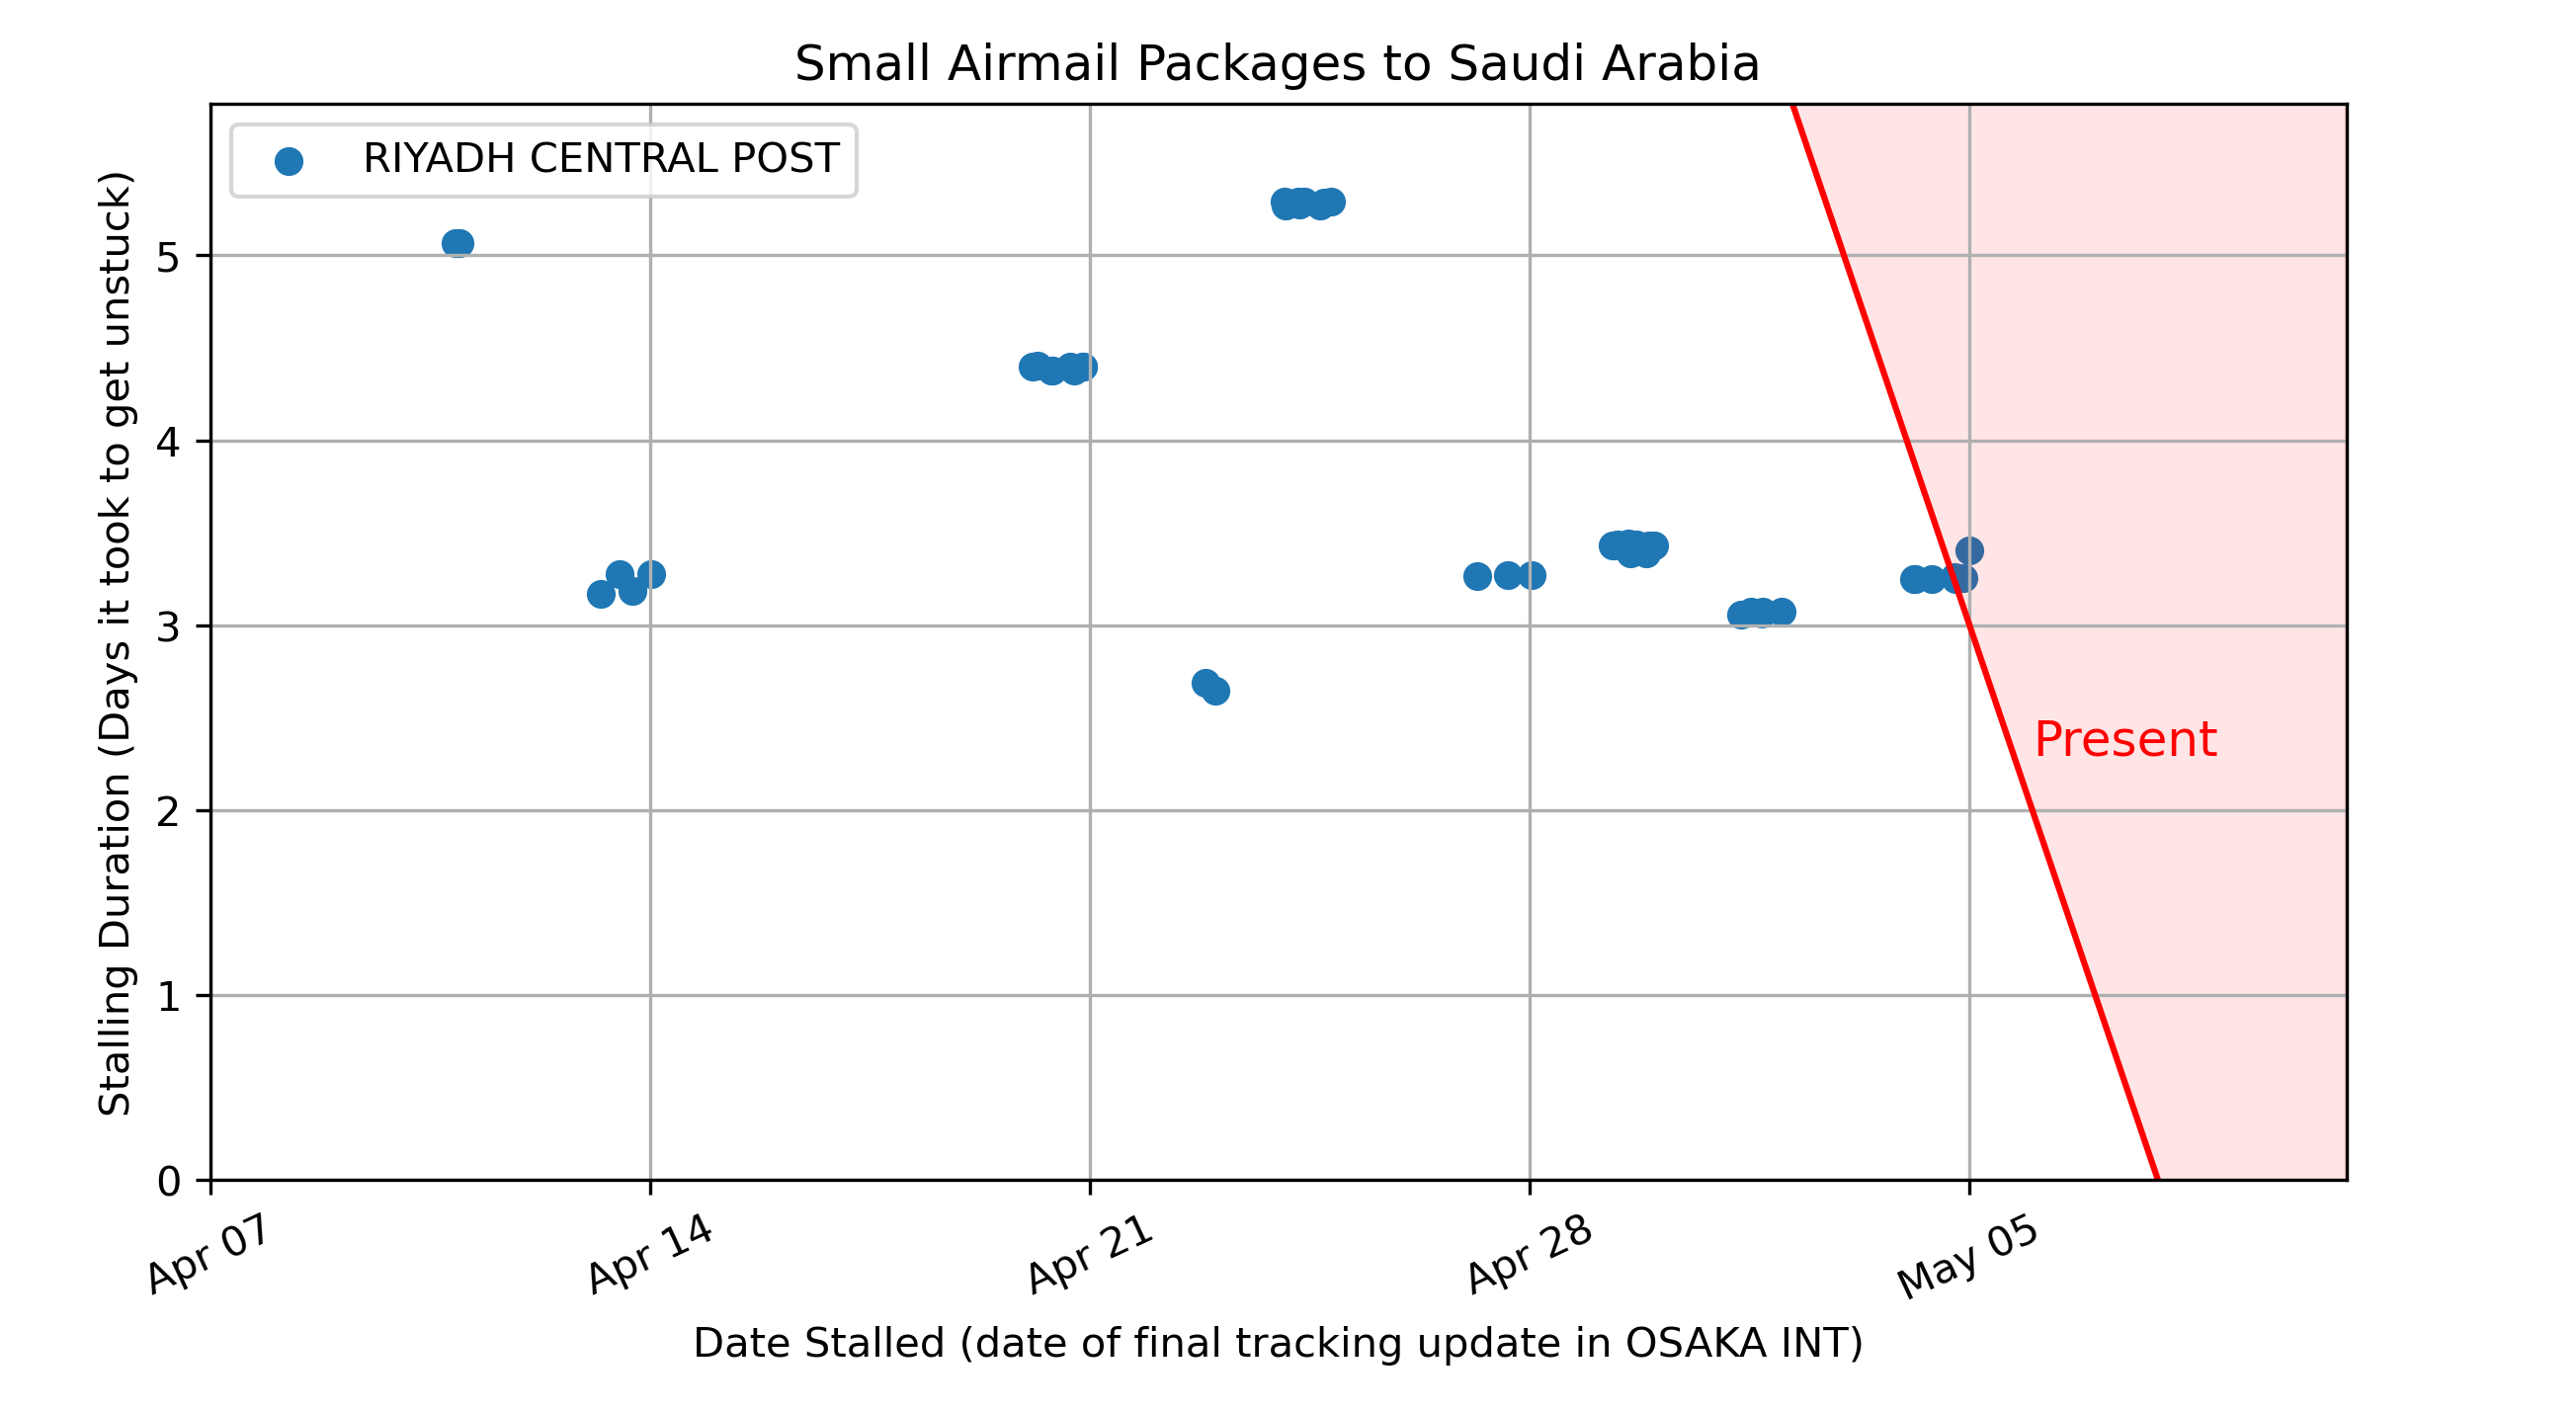 Small Airmail Packages to Saudi Arabia
RIYADH CENTRAL POST
Stalling Duration (Days it took to get unstuck)
5
4
3
2
1
0
Present
Apr 07
Apr 14
Apr 21
Apr 28
May 05
Date Stalled (date of final tracking update in OSAKA INT)